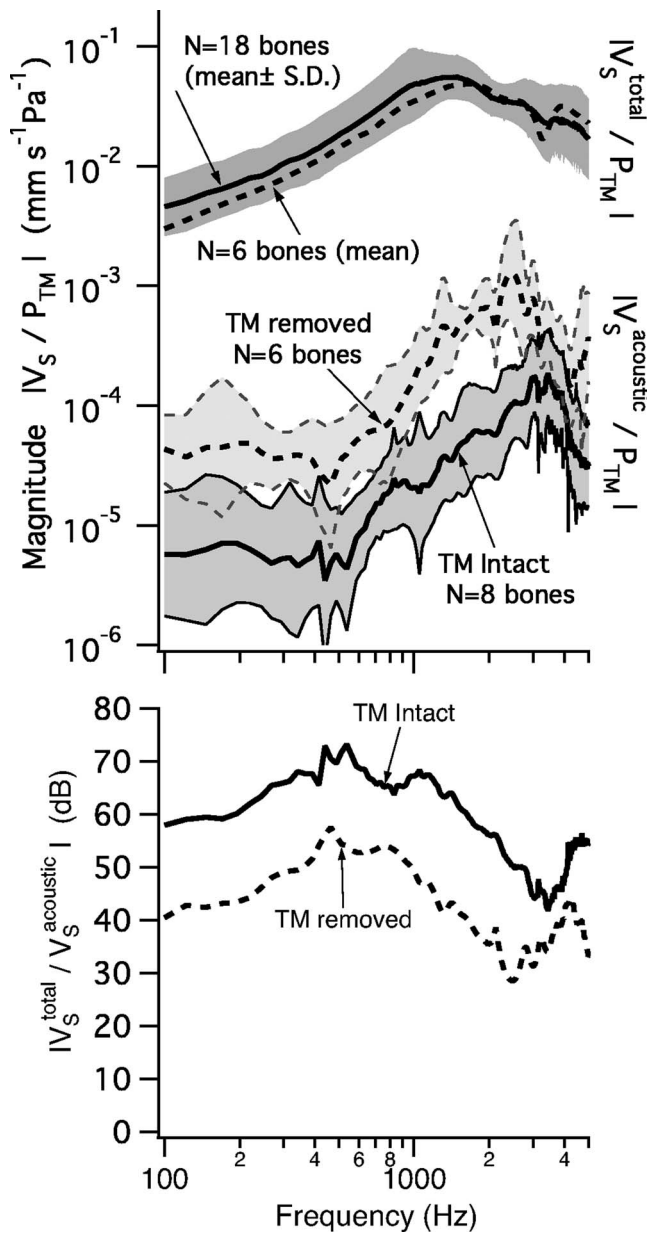 10⁻¹
10⁻²
10⁻³
10⁻⁴
10⁻⁵
10⁻⁶
Magnitude |V_S / P_TM | (mm s⁻¹Pa⁻¹)
N=18 bones
(mean± S.D.)
N=6 bones (mean)
TM removed
N=6 bones
TM Intact
N=8 bones
|V_S^total / P_TM |
|V_S^acoustic / P_TM |
80
70
60
50
40
30
20
10
0
|V_S^total / V_S^acoustic | (dB)
TM Intact
TM removed
100 2 4 6 8 1000 2 4
Frequency (Hz)